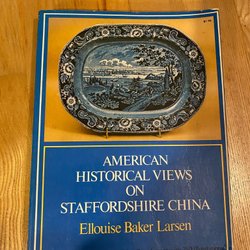 AMERICAN
HISTORICAL VIEWS
ON
STAFFORDSHIRE CHINA
Ellouise Baker Larsen